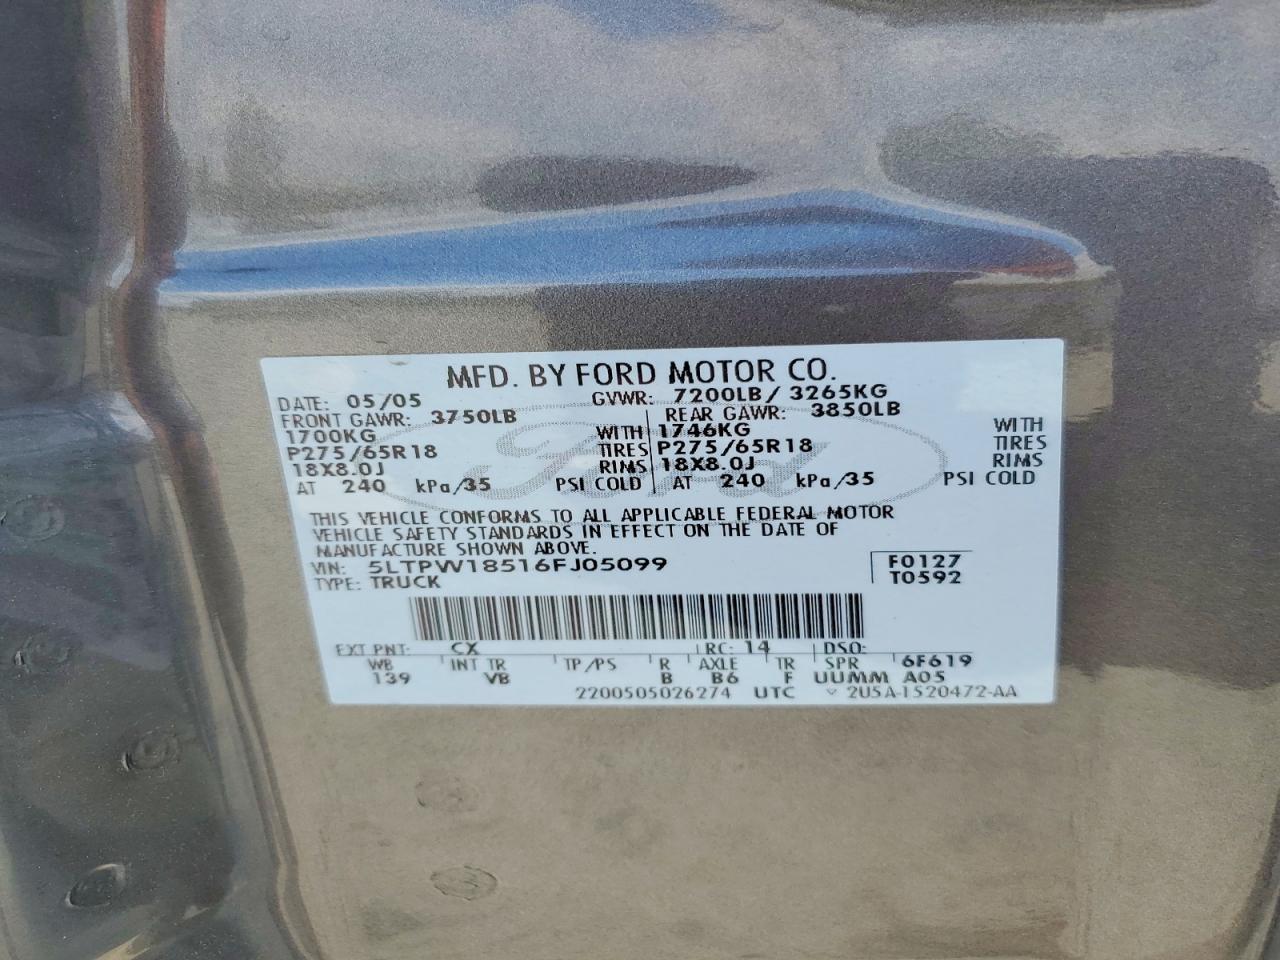 MFD. BY FORD MOTOR CO.
DATE: 05/05 GVWR: 7200LB/ 3265KG
FRONT GAWR: 3750LB REAR GAWR: 3850LB
1700KG WITH 1746KG WITH
P275/65R18 TIRES P275/65R18 TIRES
18X8.0J RIMS 18X8.0J RIMS
AT 240 kPa/35 PSI COLD AT 240 kPa/35 PSI COLD
Ford
THIS VEHICLE CONFORMS TO ALL APPLICABLE FEDERAL MOTOR
VEHICLE SAFETY STANDARDS IN EFFECT ON THE DATE OF
MANUFACTURE SHOWN ABOVE.
VIN: 5LTPW18516FJ05099 F0127
TYPE: TRUCK T0592
EXT PNT: CX RC: 14 DSO:
WB INT TR TP/PS R AXLE TR SPR 6F619
139 VB B B6 F UUMM A05
2200505026274 UTC 2U5A-1520472-AA